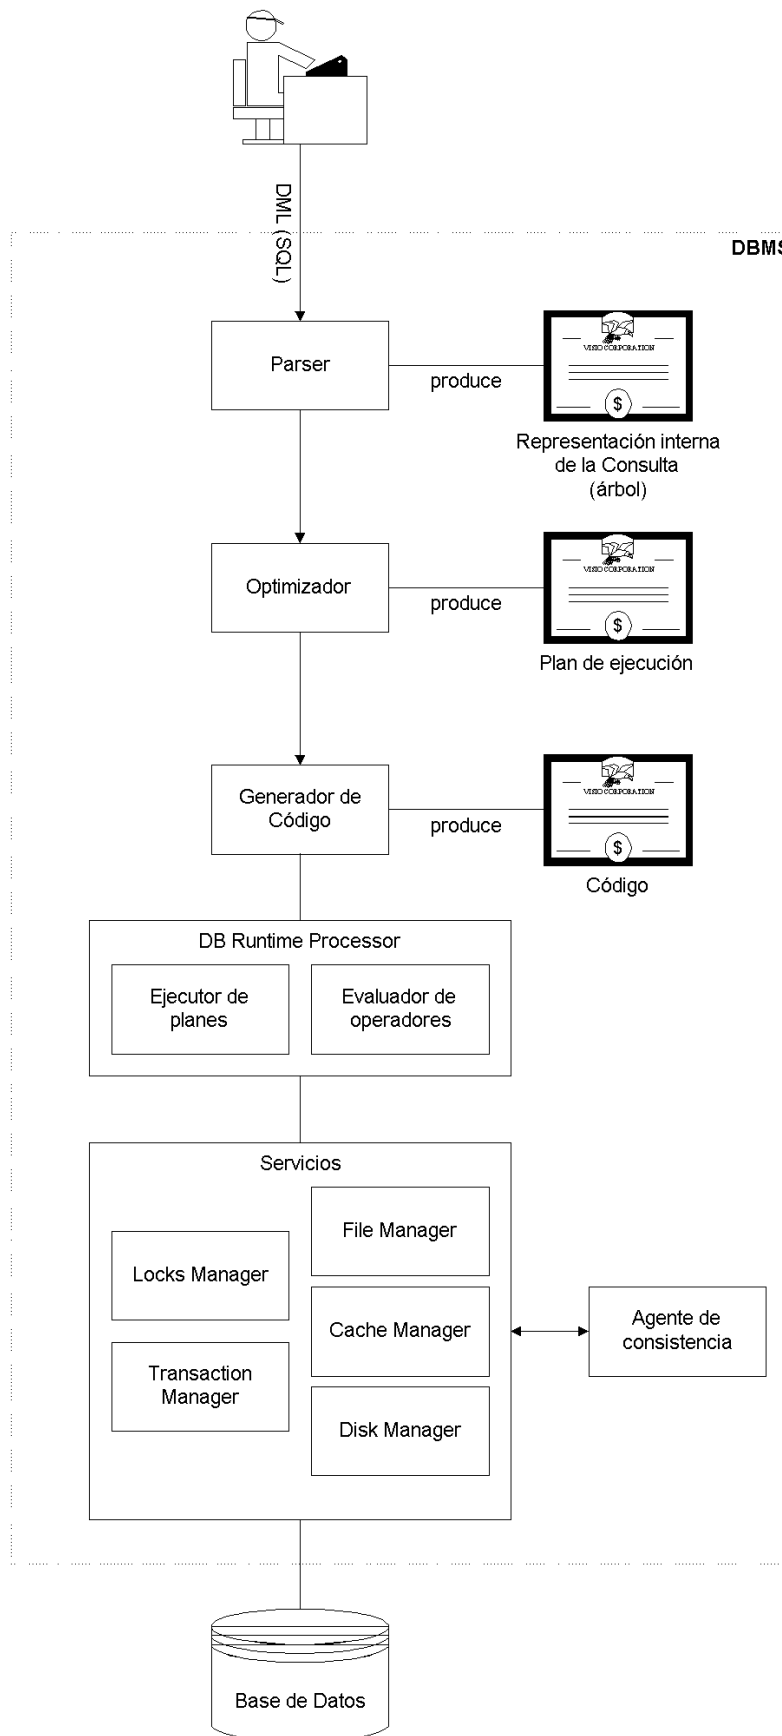 DML (SQL)
DBMS
Parser
produce
VISIO CORPORATION
$
Representación interna
de la Consulta
(árbol)
Optimizador
produce
VISIO CORPORATION
$
Plan de ejecución
Generador de
Código
produce
VISIO CORPORATION
$
Código
DB Runtime Processor
Ejecutor de
planes
Evaluador de
operadores
Servicios
File Manager
Locks Manager
Cache Manager
Agente de
consistencia
Transaction
Manager
Disk Manager
Base de Datos